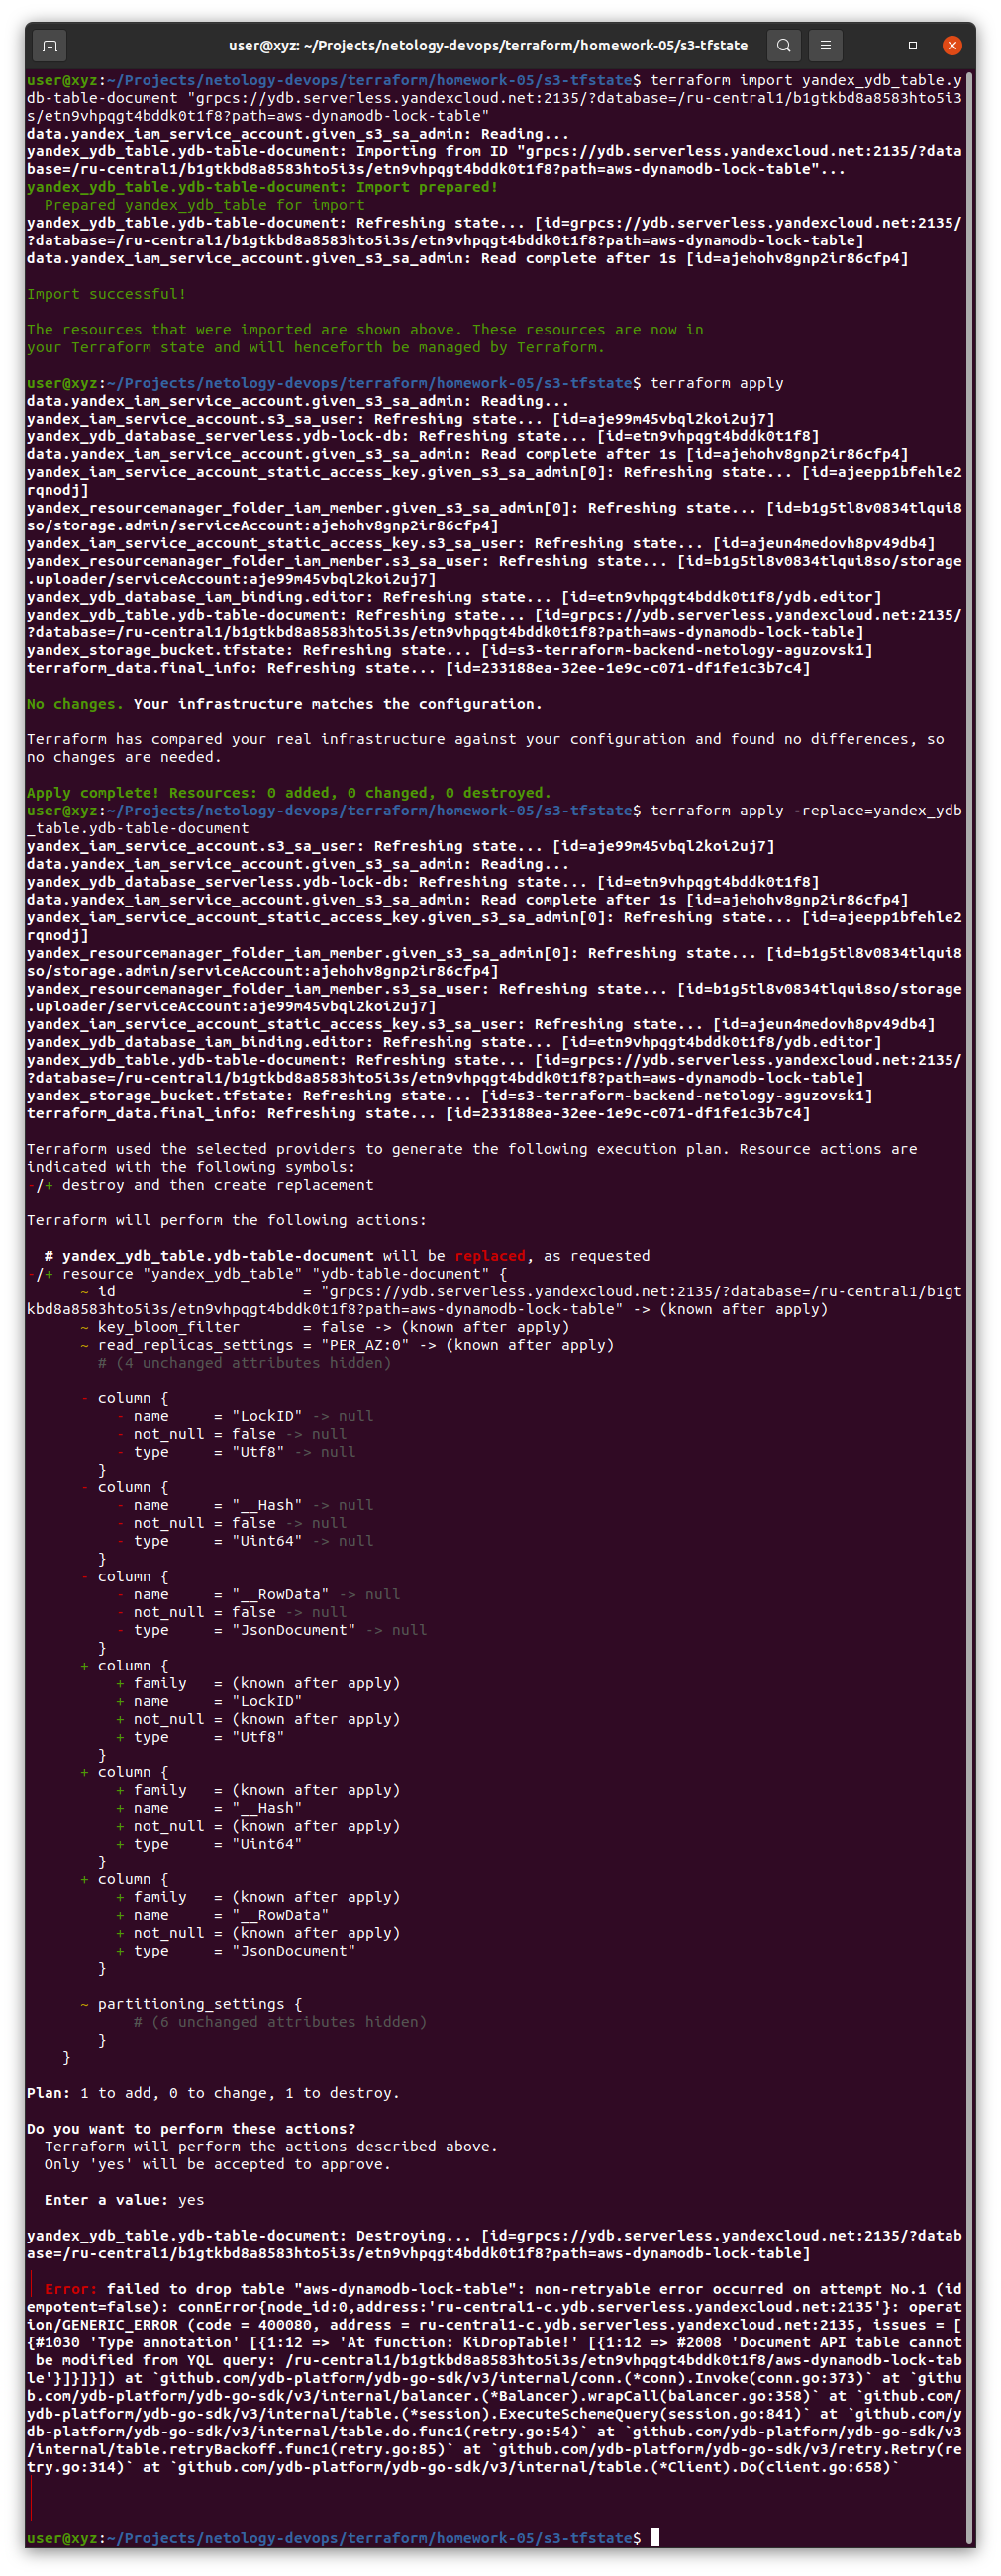 user@xyz: ~/Projects/netology-devops/terraform/homework-05/s3-tfstate
user@xyz:~/Projects/netology-devops/terraform/homework-05/s3-tfstate$ terraform import yandex_ydb_table.y
db-table-document "grpcs://ydb.serverless.yandexcloud.net:2135/?database=/ru-central1/b1gtkbd8a8583hto5i3
s/etn9vhpqgt4bddk0t1f8?path=aws-dynamodb-lock-table"
data.yandex_iam_service_account.given_s3_sa_admin: Reading...
yandex_ydb_table.ydb-table-document: Importing from ID "grpcs://ydb.serverless.yandexcloud.net:2135/?data
base=/ru-central1/b1gtkbd8a8583hto5i3s/etn9vhpqgt4bddk0t1f8?path=aws-dynamodb-lock-table"...
yandex_ydb_table.ydb-table-document: Import prepared!
  Prepared yandex_ydb_table for import
yandex_ydb_table.ydb-table-document: Refreshing state... [id=grpcs://ydb.serverless.yandexcloud.net:2135/
?database=/ru-central1/b1gtkbd8a8583hto5i3s/etn9vhpqgt4bddk0t1f8?path=aws-dynamodb-lock-table]
data.yandex_iam_service_account.given_s3_sa_admin: Read complete after 1s [id=ajehohv8gnp2ir86cfp4]
Import successful!
The resources that were imported are shown above. These resources are now in
your Terraform state and will henceforth be managed by Terraform.
user@xyz:~/Projects/netology-devops/terraform/homework-05/s3-tfstate$ terraform apply
data.yandex_iam_service_account.given_s3_sa_admin: Reading...
yandex_iam_service_account.s3_sa_user: Refreshing state... [id=aje99m45vbql2koi2uj7]
yandex_ydb_database_serverless.ydb-lock-db: Refreshing state... [id=etn9vhpqgt4bddk0t1f8]
data.yandex_iam_service_account.given_s3_sa_admin: Read complete after 1s [id=ajehohv8gnp2ir86cfp4]
yandex_iam_service_account_static_access_key.given_s3_sa_admin[0]: Refreshing state... [id=ajeepp1bfehle2
rqnodj]
yandex_resourcemanager_folder_iam_member.given_s3_sa_admin[0]: Refreshing state... [id=b1g5tl8v0834tlqui8
so/storage.admin/serviceAccount:ajehohv8gnp2ir86cfp4]
yandex_iam_service_account_static_access_key.s3_sa_user: Refreshing state... [id=ajeun4medovh8pv49db4]
yandex_resourcemanager_folder_iam_member.s3_sa_user: Refreshing state... [id=b1g5tl8v0834tlqui8so/storage
.uploader/serviceAccount:aje99m45vbql2koi2uj7]
yandex_ydb_database_iam_binding.editor: Refreshing state... [id=etn9vhpqgt4bddk0t1f8/ydb.editor]
yandex_ydb_table.ydb-table-document: Refreshing state... [id=grpcs://ydb.serverless.yandexcloud.net:2135/
?database=/ru-central1/b1gtkbd8a8583hto5i3s/etn9vhpqgt4bddk0t1f8?path=aws-dynamodb-lock-table]
yandex_storage_bucket.tfstate: Refreshing state... [id=s3-terraform-backend-netology-aguzovsk1]
terraform_data.final_info: Refreshing state... [id=233188ea-32ee-1e9c-c071-df1fe1c3b7c4]
No changes. Your infrastructure matches the configuration.
Terraform has compared your real infrastructure against your configuration and found no differences, so
no changes are needed.
Apply complete! Resources: 0 added, 0 changed, 0 destroyed.
user@xyz:~/Projects/netology-devops/terraform/homework-05/s3-tfstate$ terraform apply -replace=yandex_ydb
_table.ydb-table-document
yandex_iam_service_account.s3_sa_user: Refreshing state... [id=aje99m45vbql2koi2uj7]
data.yandex_iam_service_account.given_s3_sa_admin: Reading...
yandex_ydb_database_serverless.ydb-lock-db: Refreshing state... [id=etn9vhpqgt4bddk0t1f8]
data.yandex_iam_service_account.given_s3_sa_admin: Read complete after 1s [id=ajehohv8gnp2ir86cfp4]
yandex_iam_service_account_static_access_key.given_s3_sa_admin[0]: Refreshing state... [id=ajeepp1bfehle2
rqnodj]
yandex_resourcemanager_folder_iam_member.given_s3_sa_admin[0]: Refreshing state... [id=b1g5tl8v0834tlqui8
so/storage.admin/serviceAccount:ajehohv8gnp2ir86cfp4]
yandex_resourcemanager_folder_iam_member.s3_sa_user: Refreshing state... [id=b1g5tl8v0834tlqui8so/storage
.uploader/serviceAccount:aje99m45vbql2koi2uj7]
yandex_iam_service_account_static_access_key.s3_sa_user: Refreshing state... [id=ajeun4medovh8pv49db4]
yandex_ydb_database_iam_binding.editor: Refreshing state... [id=etn9vhpqgt4bddk0t1f8/ydb.editor]
yandex_ydb_table.ydb-table-document: Refreshing state... [id=grpcs://ydb.serverless.yandexcloud.net:2135/
?database=/ru-central1/b1gtkbd8a8583hto5i3s/etn9vhpqgt4bddk0t1f8?path=aws-dynamodb-lock-table]
yandex_storage_bucket.tfstate: Refreshing state... [id=s3-terraform-backend-netology-aguzovsk1]
terraform_data.final_info: Refreshing state... [id=233188ea-32ee-1e9c-c071-df1fe1c3b7c4]
Terraform used the selected providers to generate the following execution plan. Resource actions are
indicated with the following symbols:
-/+ destroy and then create replacement
Terraform will perform the following actions:
  # yandex_ydb_table.ydb-table-document will be replaced, as requested
-/+ resource "yandex_ydb_table" "ydb-table-document" {
      ~ id                     = "grpcs://ydb.serverless.yandexcloud.net:2135/?database=/ru-central1/b1gt
kbd8a8583hto5i3s/etn9vhpqgt4bddk0t1f8?path=aws-dynamodb-lock-table" -> (known after apply)
      ~ key_bloom_filter       = false -> (known after apply)
      ~ read_replicas_settings = "PER_AZ:0" -> (known after apply)
        # (4 unchanged attributes hidden)
      - column {
          - name     = "LockID" -> null
          - not_null = false -> null
          - type     = "Utf8" -> null
        }
      - column {
          - name     = "__Hash" -> null
          - not_null = false -> null
          - type     = "Uint64" -> null
        }
      - column {
          - name     = "__RowData" -> null
          - not_null = false -> null
          - type     = "JsonDocument" -> null
        }
      + column {
          + family   = (known after apply)
          + name     = "LockID"
          + not_null = (known after apply)
          + type     = "Utf8"
        }
      + column {
          + family   = (known after apply)
          + name     = "__Hash"
          + not_null = (known after apply)
          + type     = "Uint64"
        }
      + column {
          + family   = (known after apply)
          + name     = "__RowData"
          + not_null = (known after apply)
          + type     = "JsonDocument"
        }
      ~ partitioning_settings {
            # (6 unchanged attributes hidden)
        }
    }
Plan: 1 to add, 0 to change, 1 to destroy.
Do you want to perform these actions?
  Terraform will perform the actions described above.
  Only 'yes' will be accepted to approve.
  Enter a value: yes
yandex_ydb_table.ydb-table-document: Destroying... [id=grpcs://ydb.serverless.yandexcloud.net:2135/?datab
ase=/ru-central1/b1gtkbd8a8583hto5i3s/etn9vhpqgt4bddk0t1f8?path=aws-dynamodb-lock-table]
Error: failed to drop table "aws-dynamodb-lock-table": non-retryable error occurred on attempt No.1 (id
empotent=false): connError{node_id:0,address:'ru-central1-c.ydb.serverless.yandexcloud.net:2135'}: operat
ion/GENERIC_ERROR (code = 400080, address = ru-central1-c.ydb.serverless.yandexcloud.net:2135, issues = [
{#1030 'Type annotation' [{1:12 => 'At function: KiDropTable!' [{1:12 => #2008 'Document API table cannot
 be modified from YQL query: /ru-central1/b1gtkbd8a8583hto5i3s/etn9vhpqgt4bddk0t1f8/aws-dynamodb-lock-tab
le'}]}]}]) at `github.com/ydb-platform/ydb-go-sdk/v3/internal/conn.(*conn).Invoke(conn.go:373)` at `githu
b.com/ydb-platform/ydb-go-sdk/v3/internal/balancer.(*Balancer).wrapCall(balancer.go:358)` at `github.com/
ydb-platform/ydb-go-sdk/v3/internal/table.(*session).ExecuteSchemeQuery(session.go:841)` at `github.com/y
db-platform/ydb-go-sdk/v3/internal/table.do.func1(retry.go:54)` at `github.com/ydb-platform/ydb-go-sdk/v3
/internal/table.retryBackoff.func1(retry.go:85)` at `github.com/ydb-platform/ydb-go-sdk/v3/retry.Retry(re
try.go:314)` at `github.com/ydb-platform/ydb-go-sdk/v3/internal/table.(*Client).Do(client.go:658)`
user@xyz:~/Projects/netology-devops/terraform/homework-05/s3-tfstate$